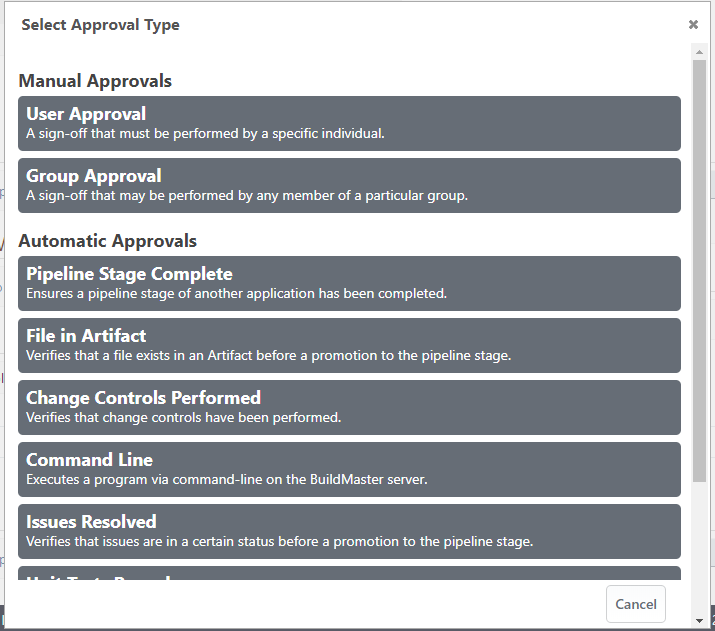 Select Approval Type
Manual Approvals
User Approval
A sign-off that must be performed by a specific individual.
Group Approval
A sign-off that may be performed by any member of a particular group.
Automatic Approvals
Pipeline Stage Complete
Ensures a pipeline stage of another application has been completed.
File in Artifact
Verifies that a file exists in an Artifact before a promotion to the pipeline stage.
Change Controls Performed
Verifies that change controls have been performed.
Command Line
Executes a program via command-line on the BuildMaster server.
Issues Resolved
Verifies that issues are in a certain status before a promotion to the pipeline stage.
Cancel